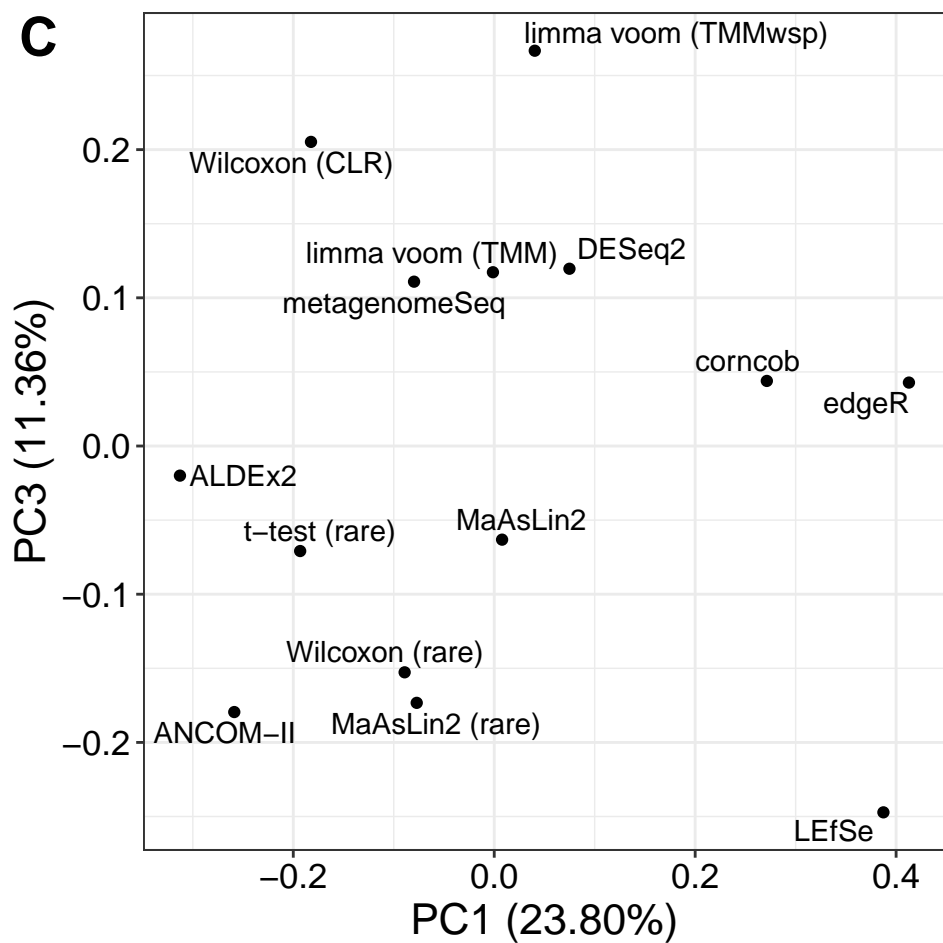 C
limma voom (TMMwsp)
Wilcoxon (CLR)
limma voom (TMM)
DESeq2
metagenomeSeq
corncob
edgeR
ALDEx2
t−test (rare)
MaAsLin2
Wilcoxon (rare)
MaAsLin2 (rare)
ANCOM−II
LEfSe
0.2
0.1
0.0
−0.1
−0.2
PC3 (11.36%)
−0.2
0.0
0.2
0.4
PC1 (23.80%)